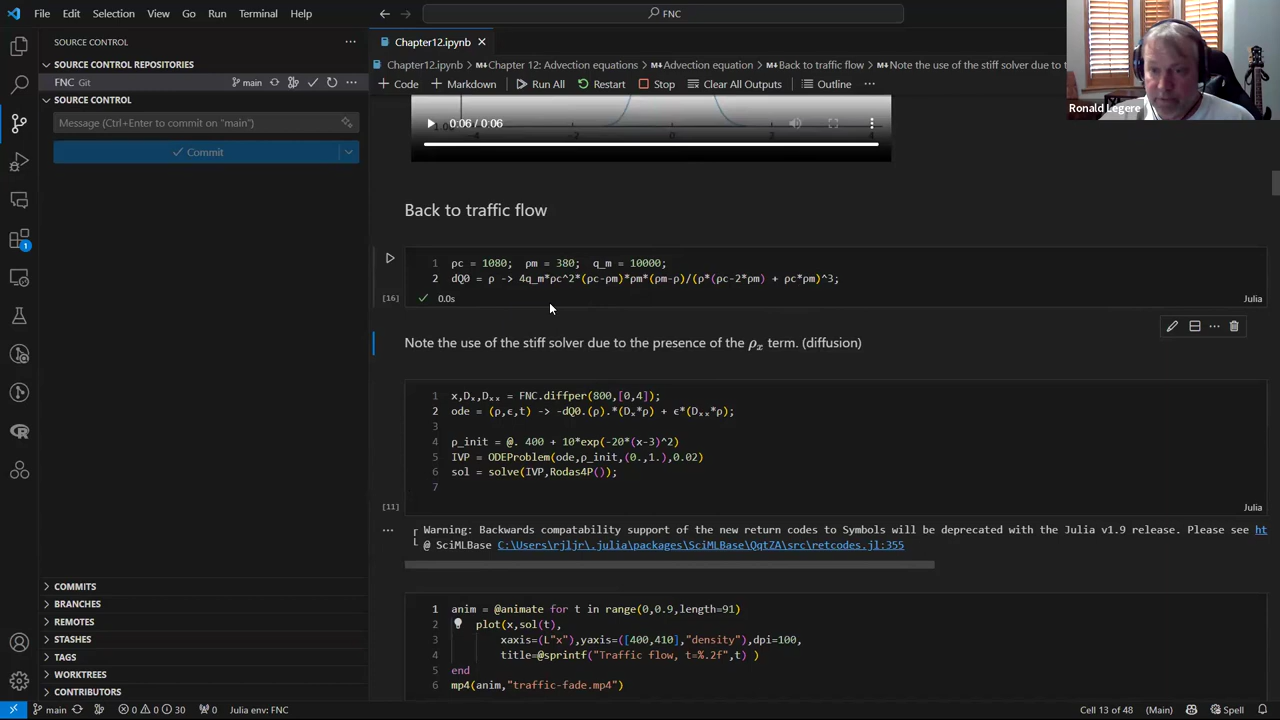 File Edit Selection View Go Run Terminal Help
FNC
Ronald Legere
SOURCE CONTROL
SOURCE CONTROL REPOSITORIES
FNC Git main
SOURCE CONTROL
Message (Ctrl+Enter to commit on "main")
Commit
COMMITS
BRANCHES
REMOTES
STASHES
TAGS
WORKTREES
CONTRIBUTORS
1
Chapter12.ipynb
Chapter12.ipynb > Chapter 12: Advection equations > Advection equation > Back to traffic flow > Note the use of the stiff solver due to
+ Code + Markdown Run All Restart Stop Clear All Outputs Outline
0:06 / 0:06
-4 -2 0 2 4
Back to traffic flow
1 ρc = 1080; ρm = 380; q_m = 10000;
2 dQ0 = ρ -> 4q_m*ρc^2*(ρc-ρm)*ρm*(ρm-ρ)/(ρ*(ρc-2*ρm) + ρc*ρm)^3;
[16] 0.0s Julia
Note the use of the stiff solver due to the presence of the ρx term. (diffusion)
1 x,Dₓ,Dₓₓ = FNC.diffper(800,[0,4]);
2 ode = (ρ,ϵ,t) -> -dQ0.(ρ).*(Dₓ*ρ) + ϵ*(Dₓₓ*ρ);
3
4 ρ_init = @. 400 + 10*exp(-20*(x-3)^2)
5 IVP = ODEProblem(ode,ρ_init,(0.,1.),0.02)
6 sol = solve(IVP,Rodas4P());
7
[11] Julia
┌ Warning: Backwards compatability support of the new return codes to Symbols will be deprecated with the Julia v1.9 release. Please see ht
└ @ SciMLBase C:\Users\rjljr\.julia\packages\SciMLBase\QqtZA\src\retcodes.jl:355
1 anim = @animate for t in range(0,0.9,length=91)
2 plot(x,sol(t),
3 xaxis=(L"x"),yaxis=([400,410],"density"),dpi=100,
4 title=@sprintf("Traffic flow, t=%.2f",t) )
5 end
6 mp4(anim,"traffic-fade.mp4")
main 0 0 30 0 Julia env: FNC Cell 13 of 48 (Main) Spell